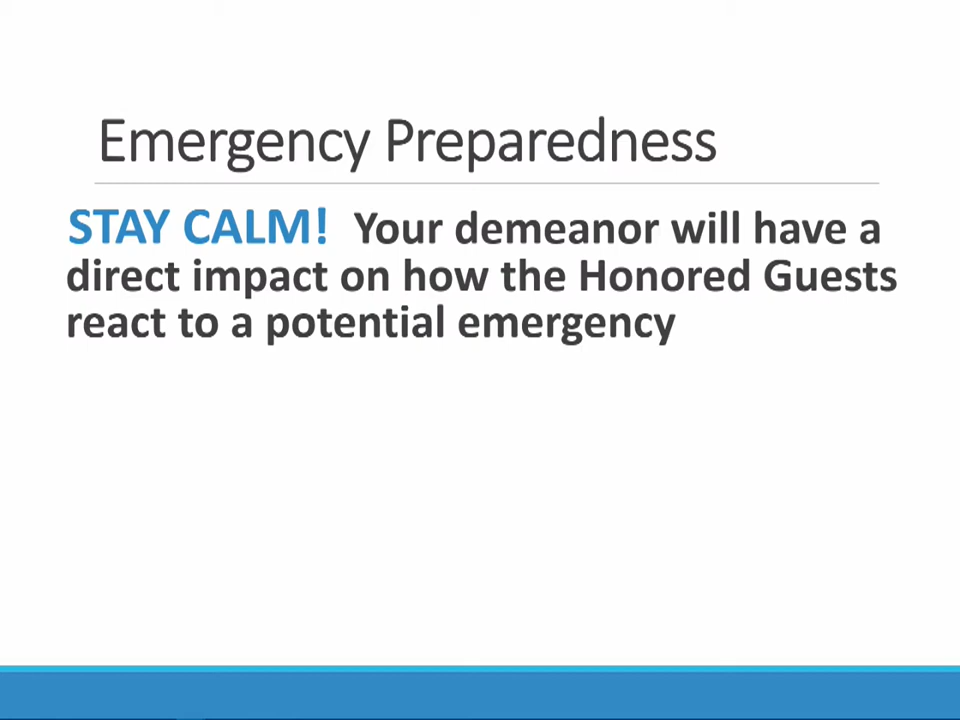 Emergency Preparedness
STAY CALM! Your demeanor will have a
direct impact on how the Honored Guests
react to a potential emergency